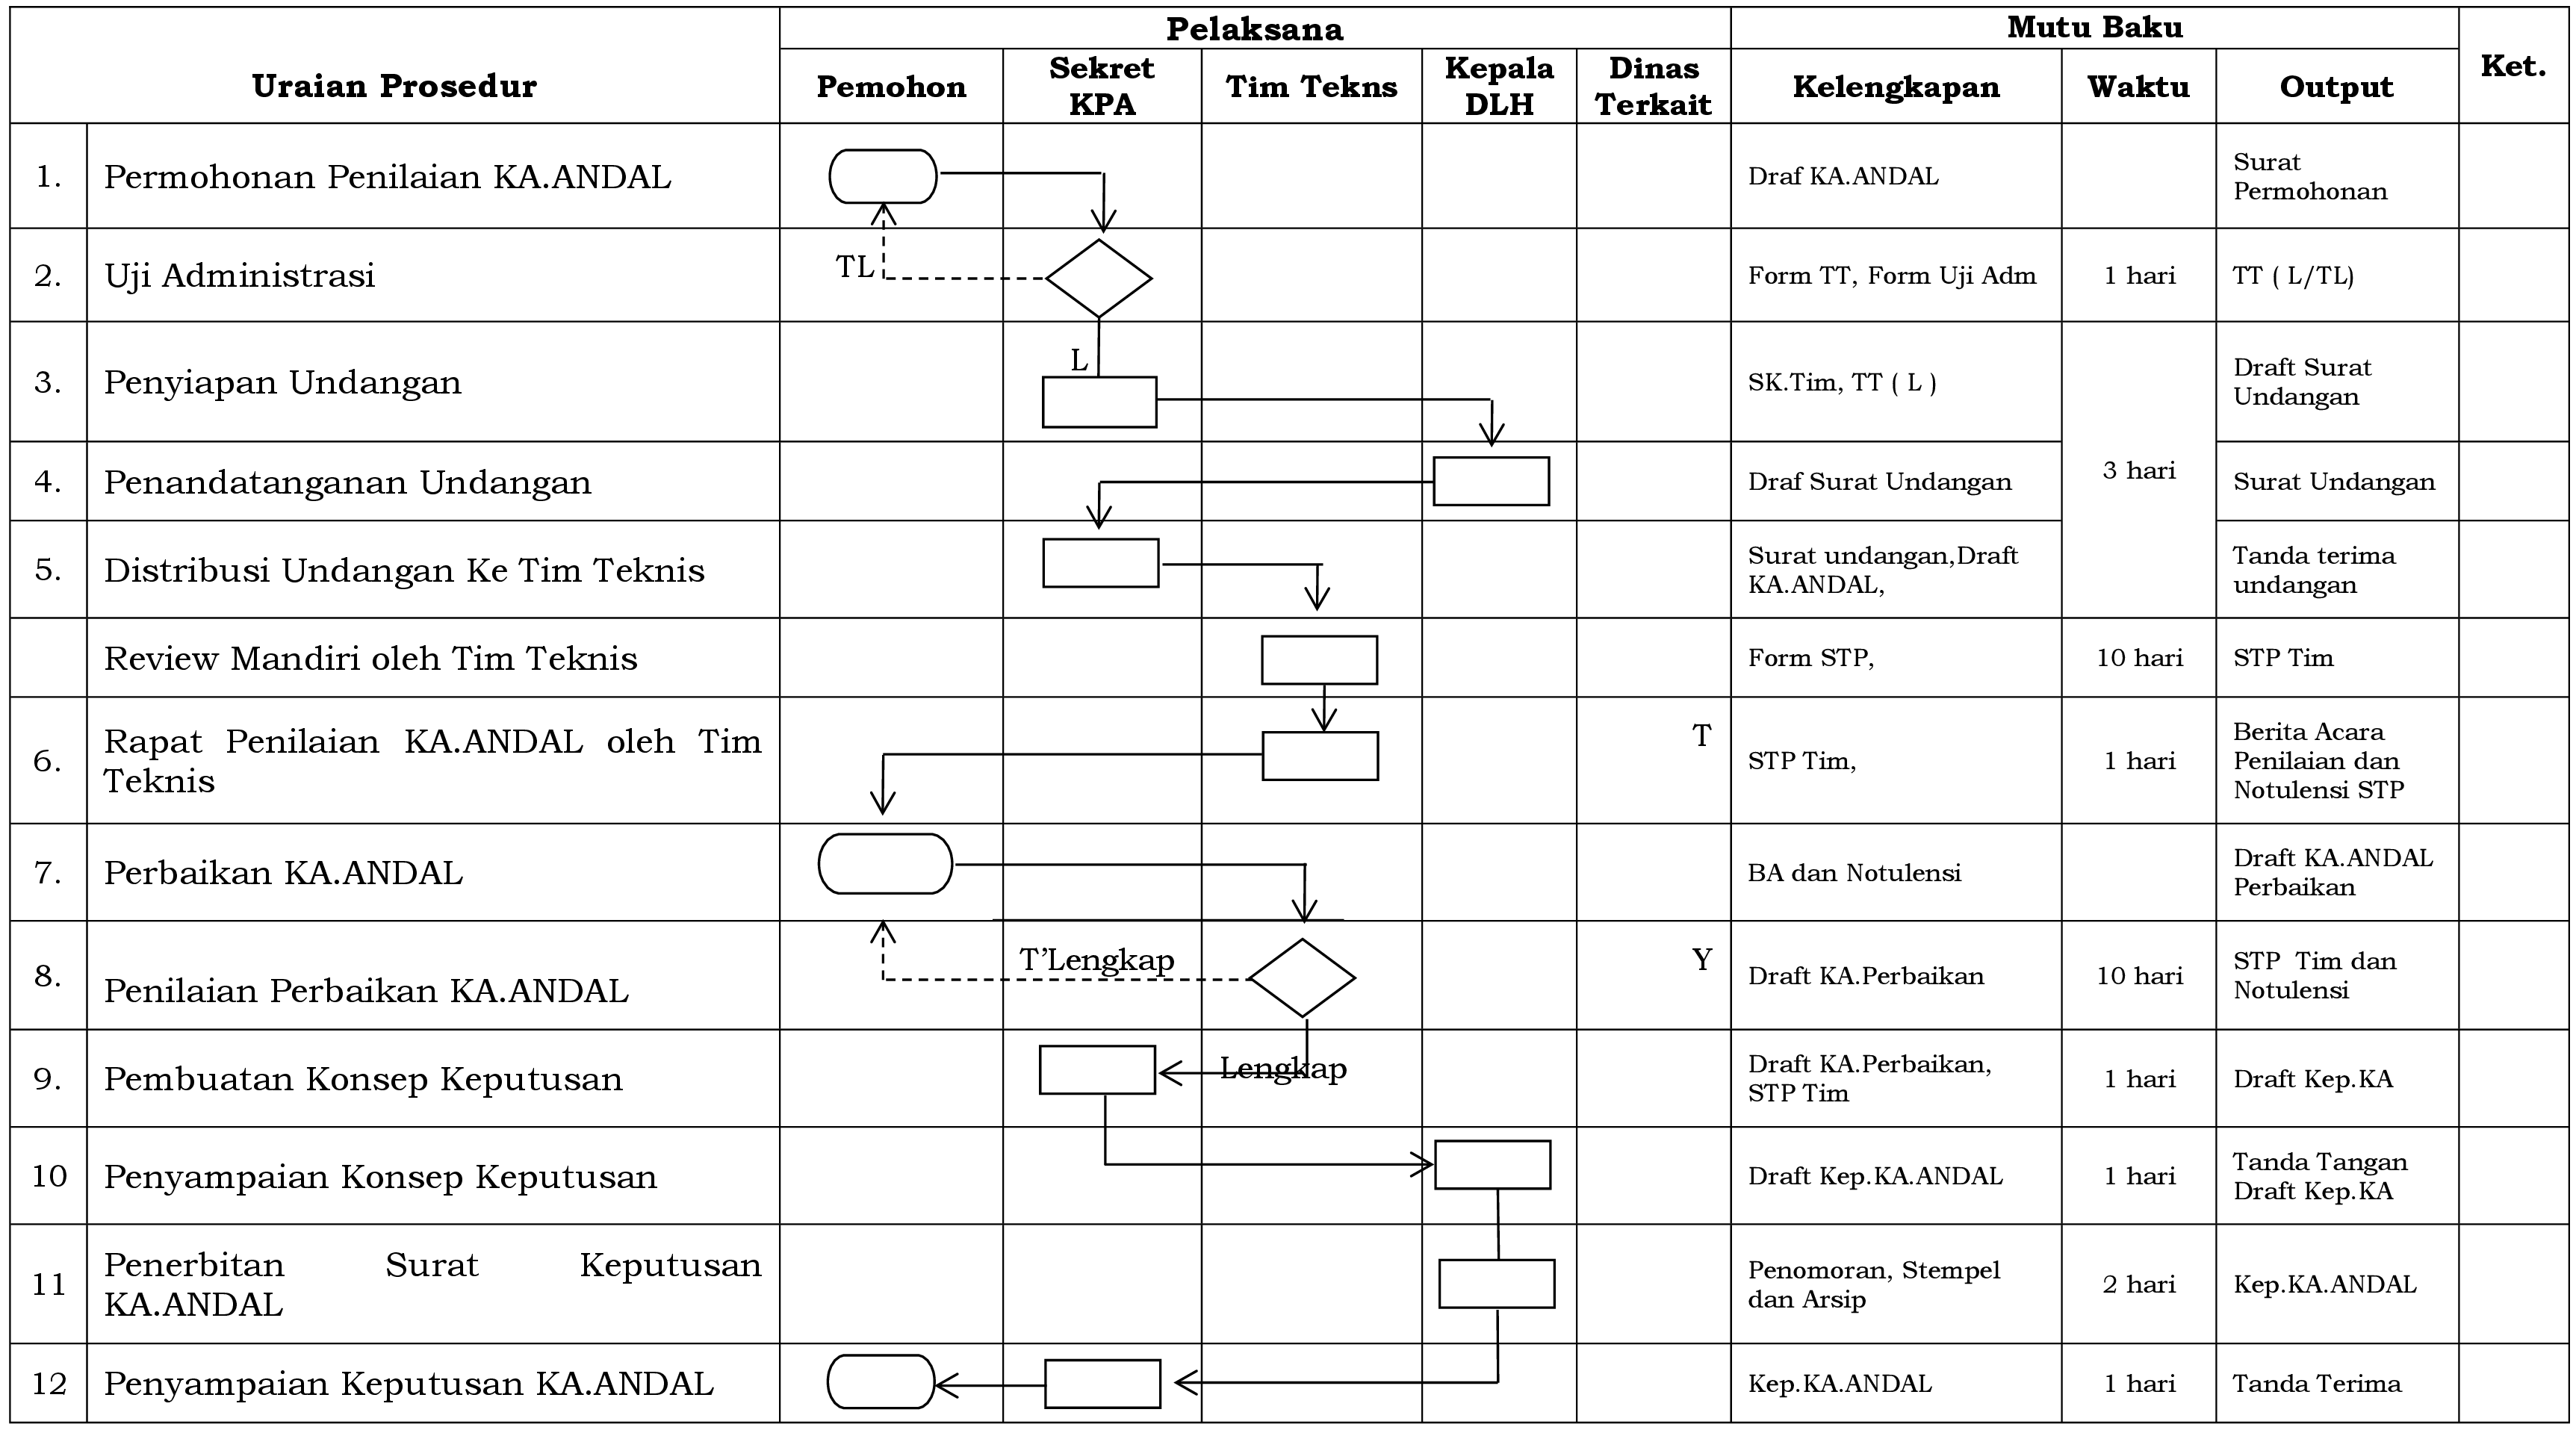 Uraian Prosedur
Pelaksana
Mutu Baku
Ket.
Pemohon
Sekret
KPA
Tim Tekns
Kepala
DLH
Dinas
Terkait
Kelengkapan
Waktu
Output
1.
Permohonan Penilaian KA.ANDAL
Draf KA.ANDAL
Surat
Permohonan
2.
Uji Administrasi
TL
Form TT, Form Uji Adm
1 hari
TT ( L/TL)
3.
Penyiapan Undangan
L
SK.Tim, TT ( L )
Draft Surat
Undangan
4.
Penandatanganan Undangan
Draf Surat Undangan
3 hari
Surat Undangan
5.
Distribusi Undangan Ke Tim Teknis
Surat undangan,Draft
KA.ANDAL,
Tanda terima
undangan
Review Mandiri oleh Tim Teknis
Form STP,
10 hari
STP Tim
6.
Rapat Penilaian KA.ANDAL oleh Tim
Teknis
T
STP Tim,
1 hari
Berita Acara
Penilaian dan
Notulensi STP
7.
Perbaikan KA.ANDAL
BA dan Notulensi
Draft KA.ANDAL
Perbaikan
8.
Penilaian Perbaikan KA.ANDAL
T’Lengkap
Y
Draft KA.Perbaikan
10 hari
STP Tim dan
Notulensi
9.
Pembuatan Konsep Keputusan
Lengkap
Draft KA.Perbaikan,
STP Tim
1 hari
Draft Kep.KA
10
Penyampaian Konsep Keputusan
Draft Kep.KA.ANDAL
1 hari
Tanda Tangan
Draft Kep.KA
11
Penerbitan Surat Keputusan
KA.ANDAL
Penomoran, Stempel
dan Arsip
2 hari
Kep.KA.ANDAL
12
Penyampaian Keputusan KA.ANDAL
Kep.KA.ANDAL
1 hari
Tanda Terima